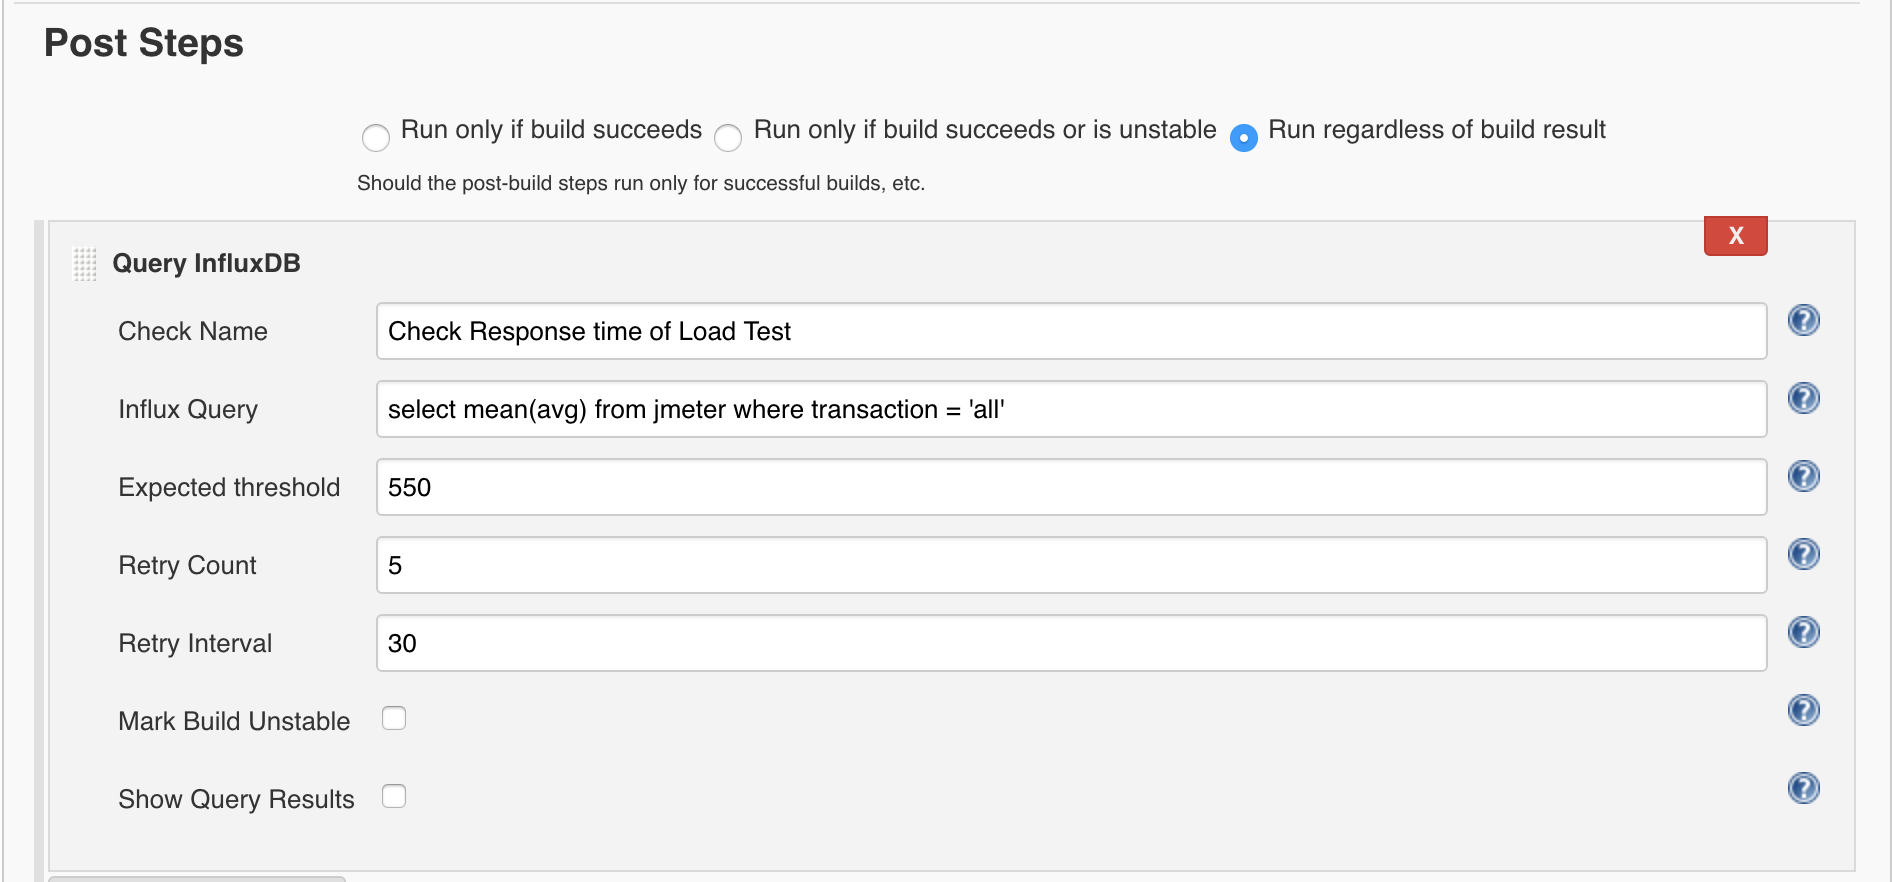 Post Steps
Run only if build succeeds Run only if build succeeds or is unstable Run regardless of build result
Should the post-build steps run only for successful builds, etc.
X
Query InfluxDB
Check Name Check Response time of Load Test ?
Influx Query select mean(avg) from jmeter where transaction = 'all' ?
Expected threshold 550 ?
Retry Count 5 ?
Retry Interval 30 ?
Mark Build Unstable ?
Show Query Results ?